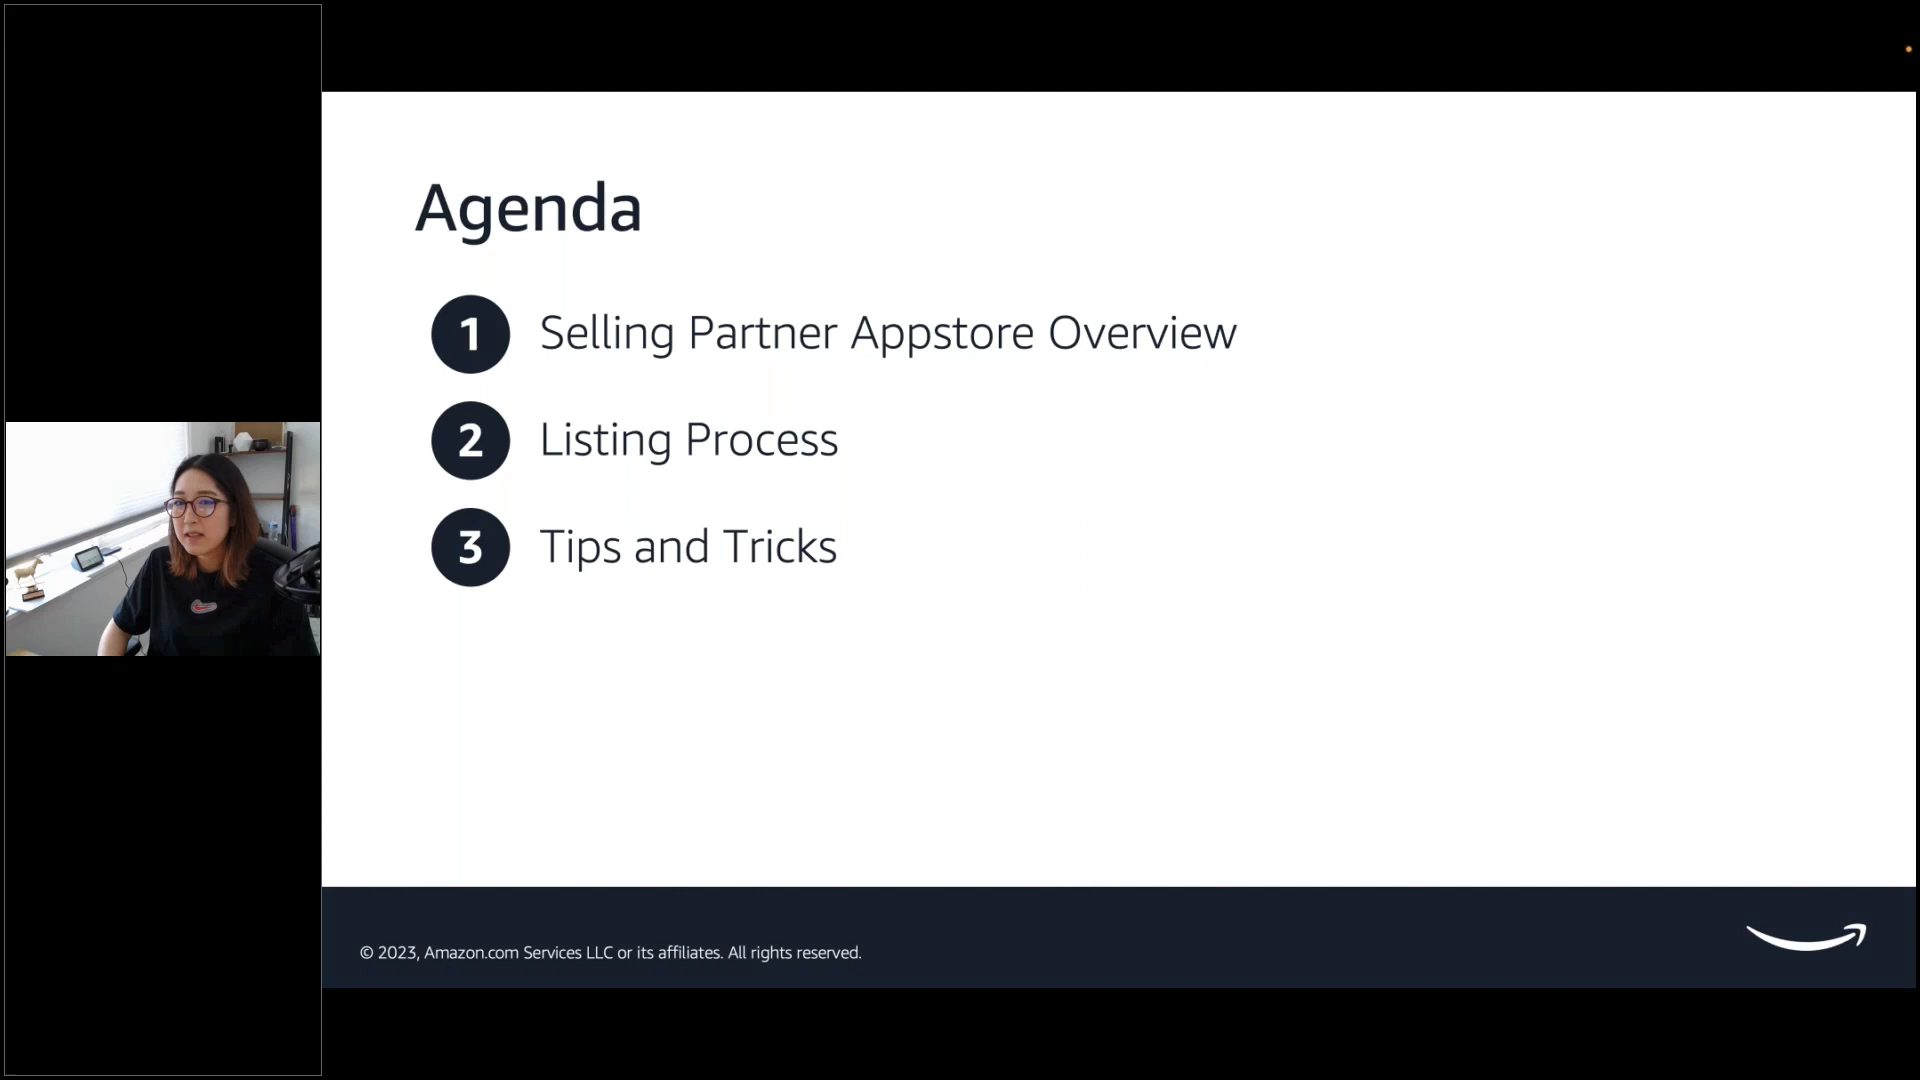 Agenda
1 Selling Partner Appstore Overview
2 Listing Process
3 Tips and Tricks
© 2023, Amazon.com Services LLC or its affiliates. All rights reserved.